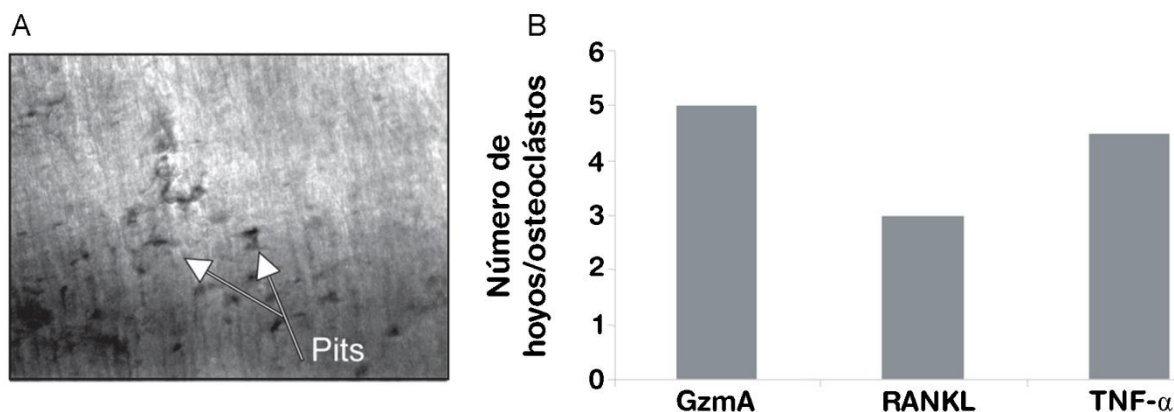 A
Pits
B
Número de
hoyos/osteoclástos
6
5
4
3
2
1
0
GzmA RANKL TNF-α